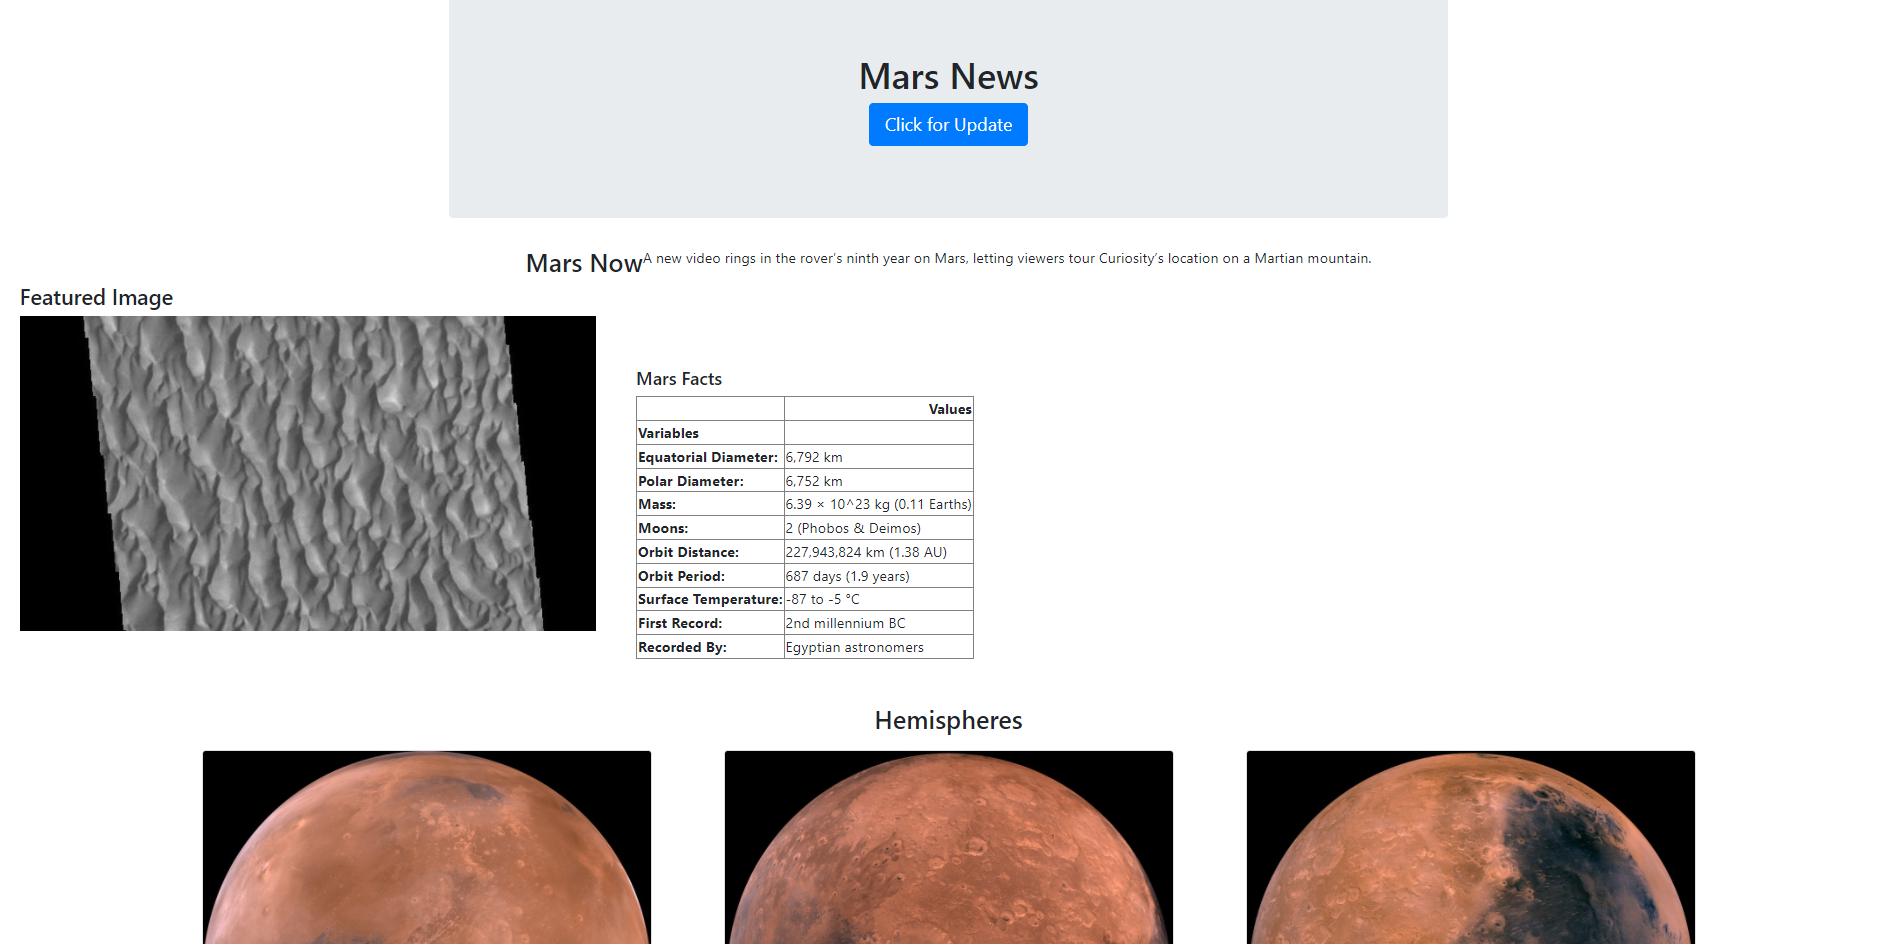 Mars News
Click for Update
Mars Now A new video rings in the rover's ninth year on Mars, letting viewers tour Curiosity's location on a Martian mountain.
Featured Image
Mars Facts
Values
Variables
Equatorial Diameter: 6,792 km
Polar Diameter: 6,752 km
Mass: 6.39 × 10^23 kg (0.11 Earths)
Moons: 2 (Phobos & Deimos)
Orbit Distance: 227,943,824 km (1.38 AU)
Orbit Period: 687 days (1.9 years)
Surface Temperature: -87 to -5 °C
First Record: 2nd millennium BC
Recorded By: Egyptian astronomers
Hemispheres